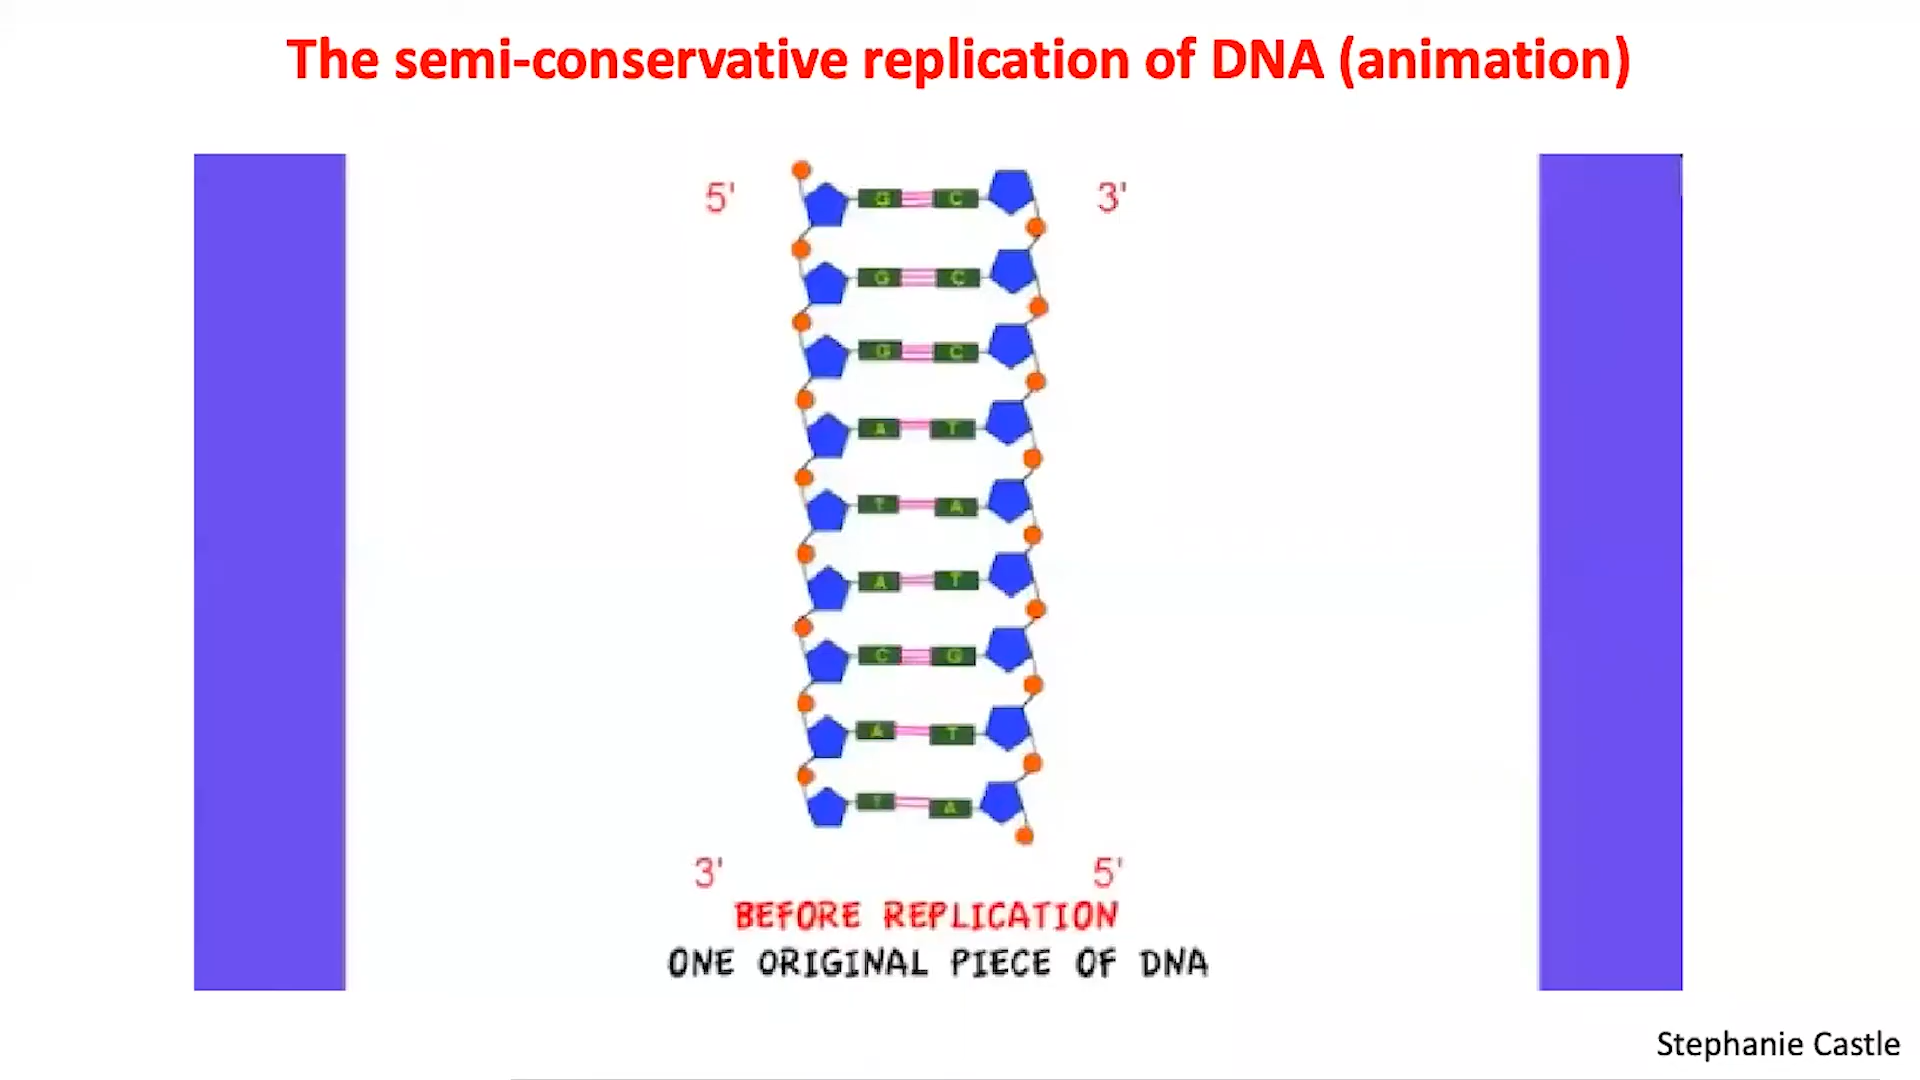 The semi-conservative replication of DNA (animation)
5' G C 3'
G C
G C
A T
T A
A T
C G
A T
T A
3' 5'
BEFORE REPLICATION
ONE ORIGINAL PIECE OF DNA
Stephanie Castle